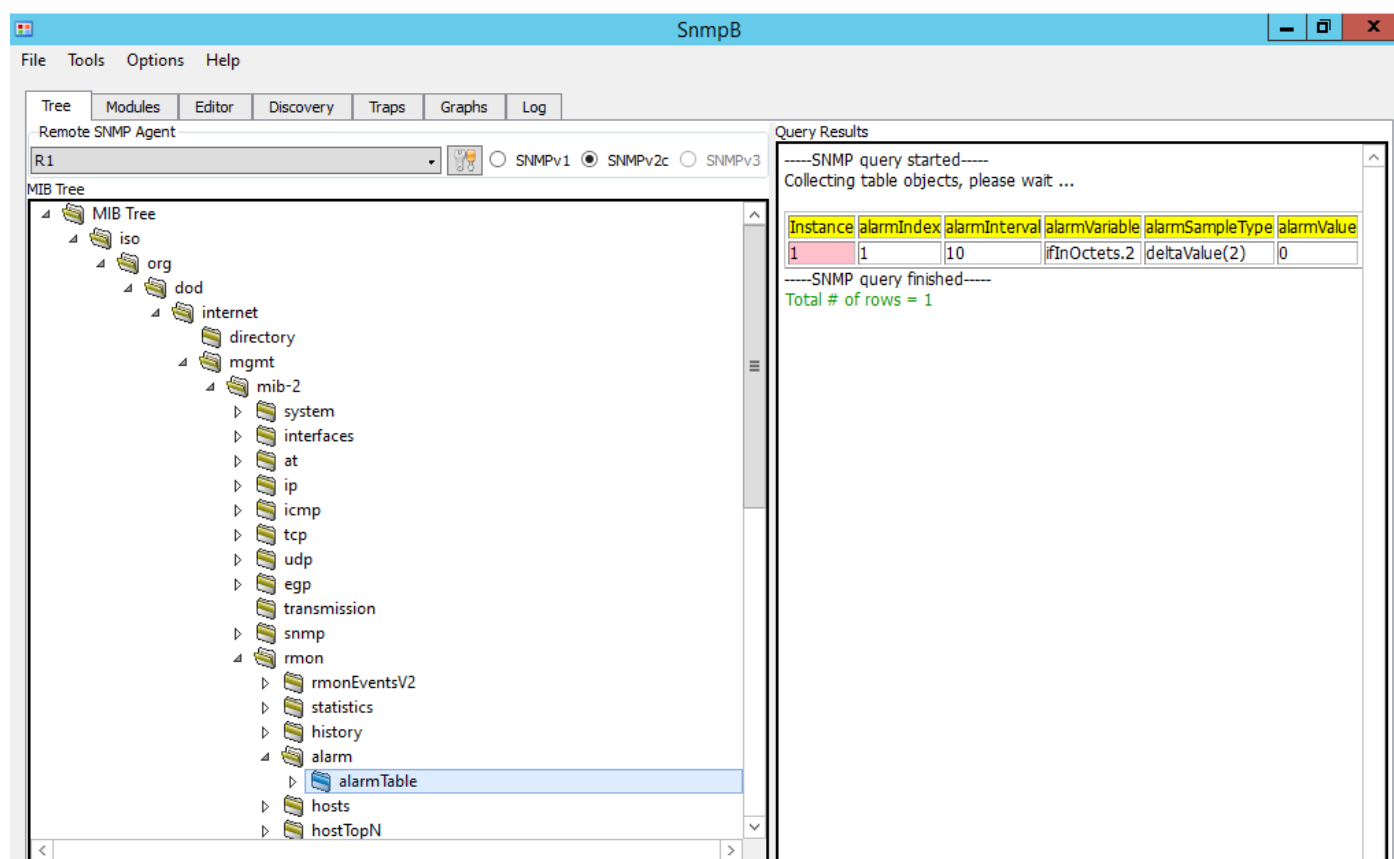 SnmpB
File Tools Options Help
Tree Modules Editor Discovery Traps Graphs Log
Remote SNMP Agent
R1 SNMPv1 SNMPv2c SNMPv3
MIB Tree
MIB Tree
iso
org
dod
internet
directory
mgmt
mib-2
system
interfaces
at
ip
icmp
tcp
udp
egp
transmission
snmp
rmon
rmonEventsV2
statistics
history
alarm
alarmTable
hosts
hostTopN
Query Results
-----SNMP query started-----
Collecting table objects, please wait ...
Instance alarmIndex alarmInterval alarmVariable alarmSampleType alarmValue
1 1 10 ifInOctets.2 deltaValue(2) 0
-----SNMP query finished-----
Total # of rows = 1